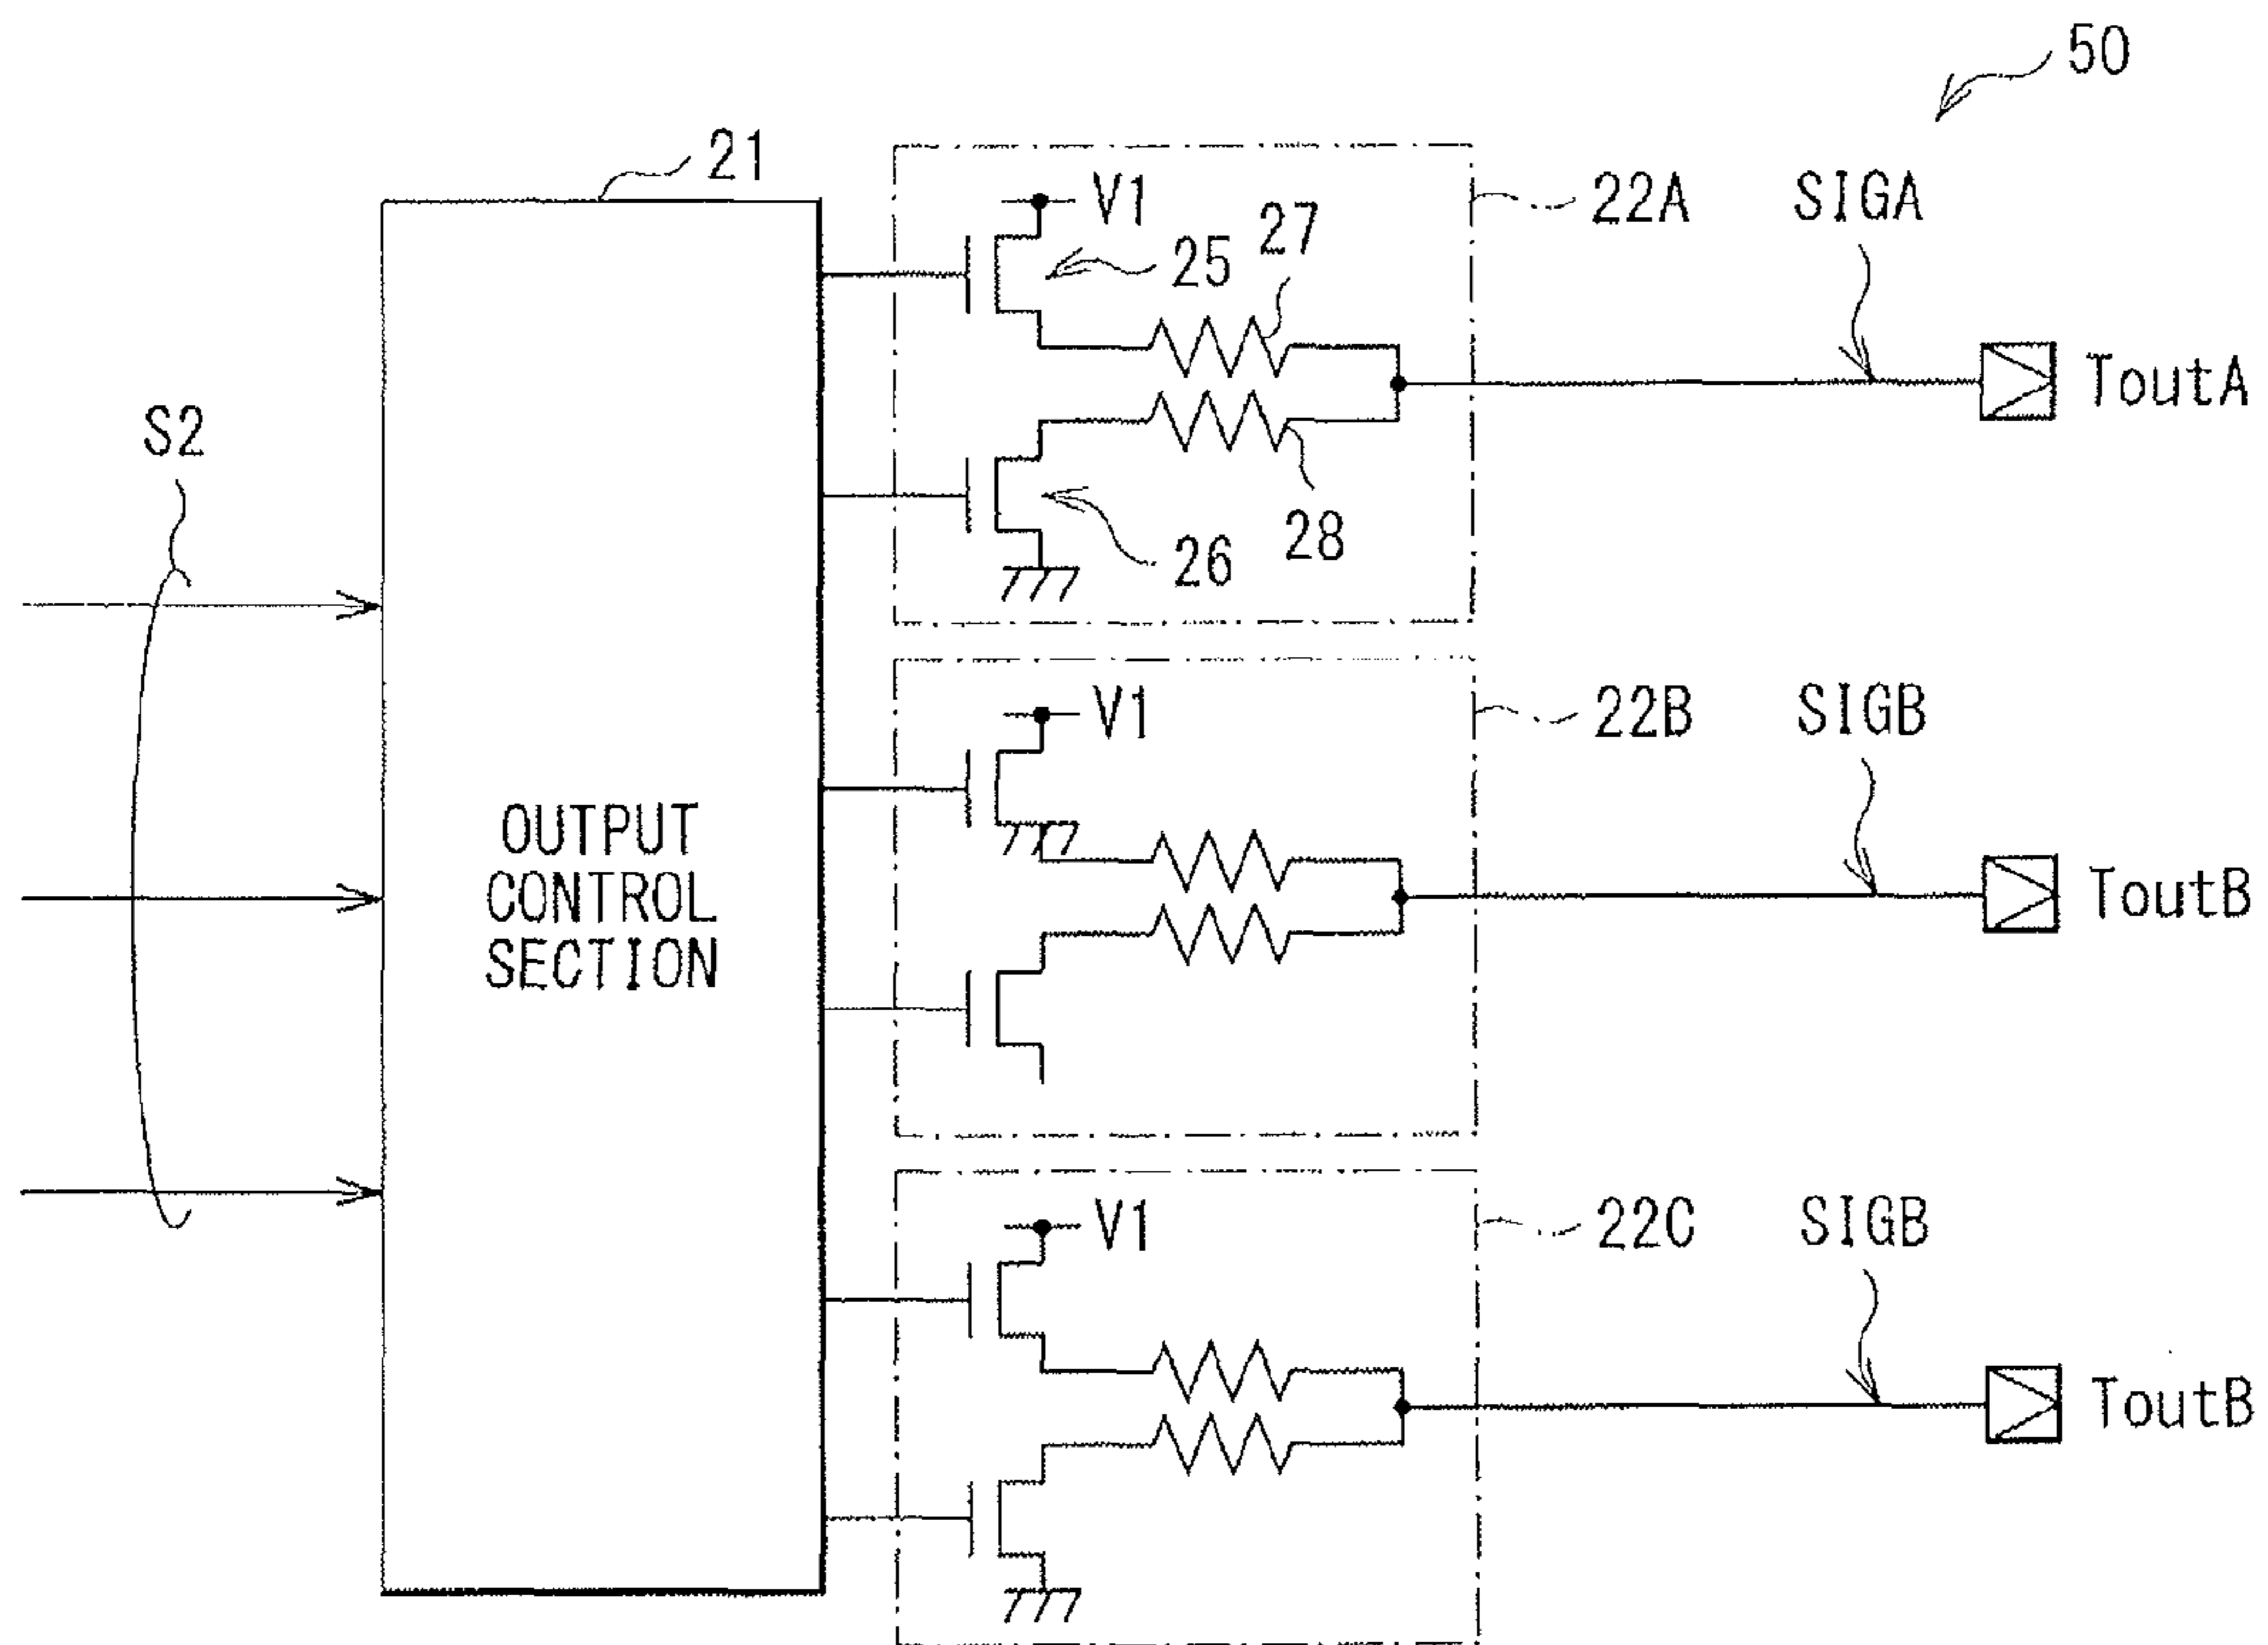 50
21
V1
27
25
22A
SIGA
ToutA
S2
28
26
V1
22B
SIGB
OUTPUT
CONTROL
SECTION
ToutB
V1
22C
SIGB
ToutB